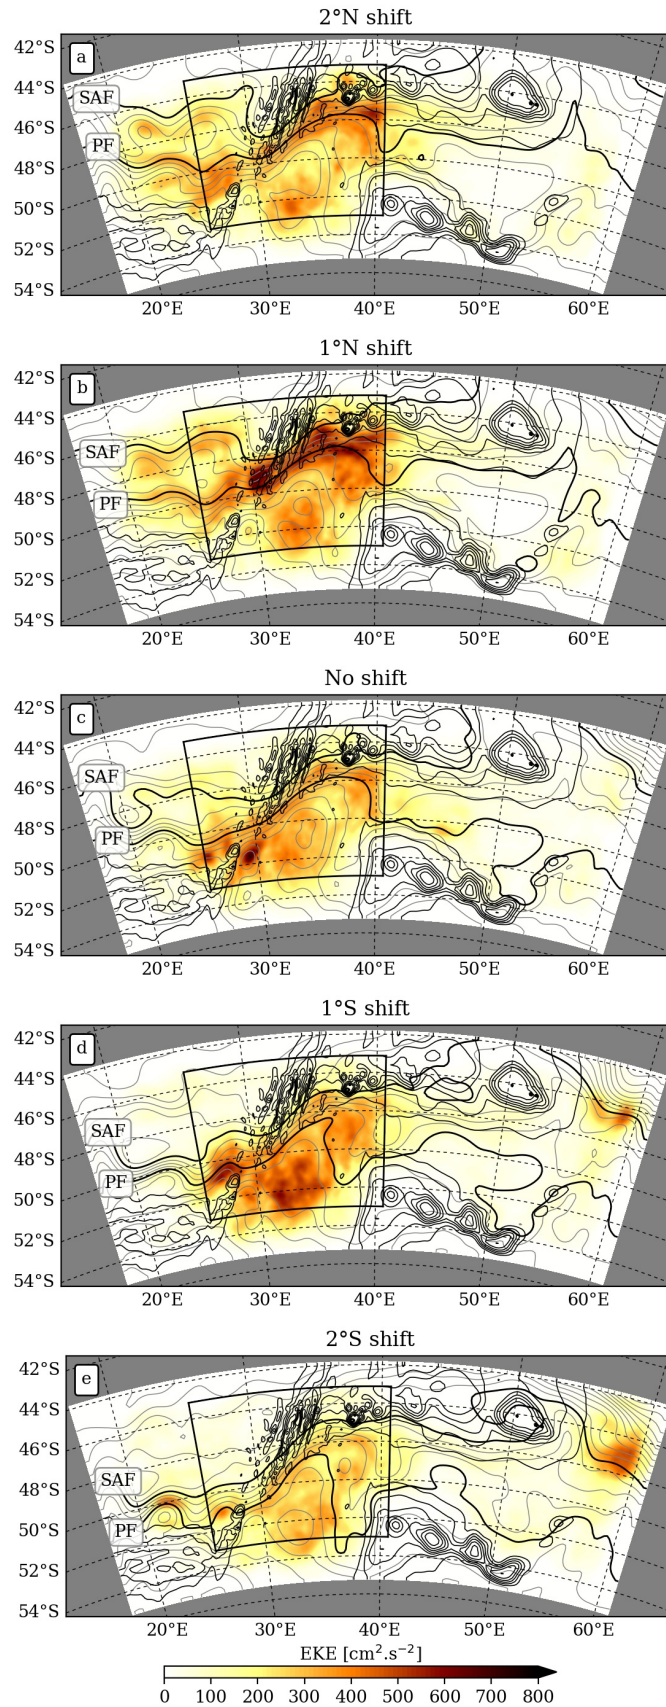 2°N shift
a
42°S
44°S
46°S
48°S
50°S
52°S
54°S
SAF
PF
20°E
30°E
40°E
50°E
60°E
1°N shift
b
42°S
44°S
46°S
48°S
50°S
52°S
54°S
SAF
PF
20°E
30°E
40°E
50°E
60°E
No shift
c
42°S
44°S
46°S
48°S
50°S
52°S
54°S
SAF
PF
20°E
30°E
40°E
50°E
60°E
1°S shift
d
42°S
44°S
46°S
48°S
50°S
52°S
54°S
SAF
PF
20°E
30°E
40°E
50°E
60°E
2°S shift
e
42°S
44°S
46°S
48°S
50°S
52°S
54°S
SAF
PF
20°E
30°E
40°E
50°E
60°E
EKE [cm².s⁻²]
0 100 200 300 400 500 600 700 800